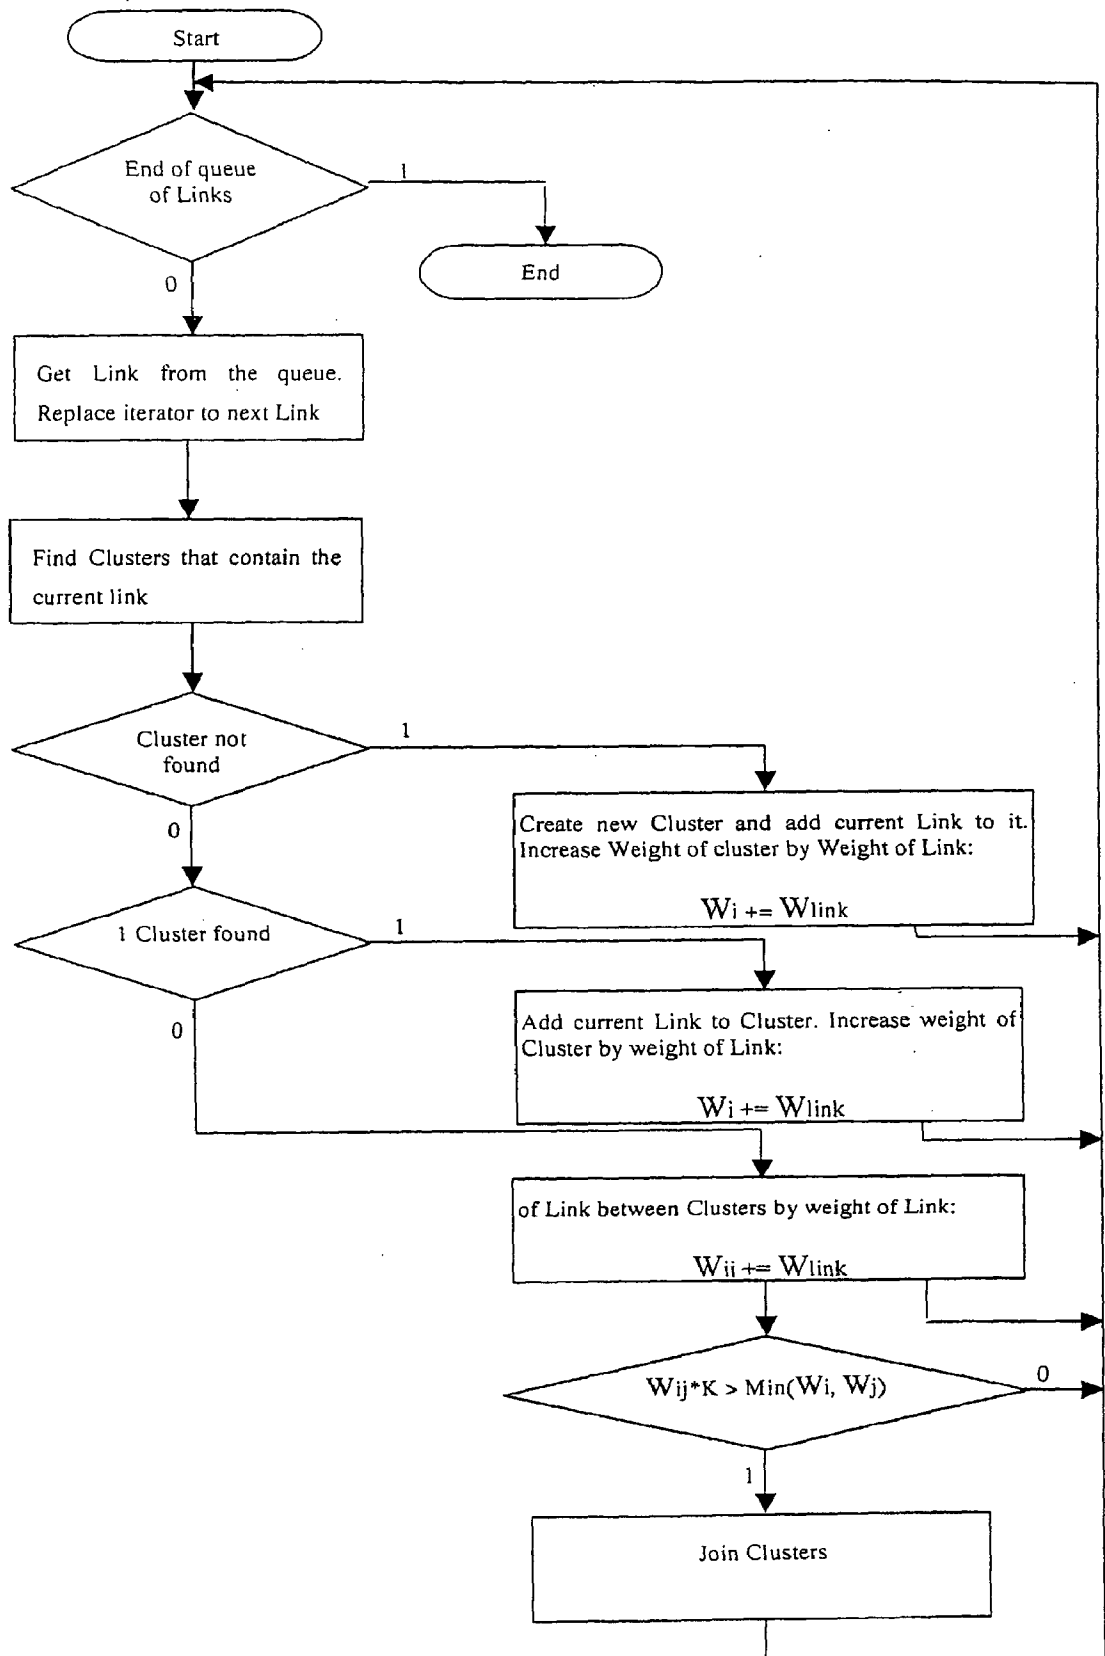 Start
End of queue
of Links
1
End
0
Get Link from the queue.
Replace iterator to next Link
Find Clusters that contain the
current link
Cluster not
found
1
0
Create new Cluster and add current Link to it.
Increase Weight of cluster by Weight of Link:
Wi += Wlink
1 Cluster found
1
0
Add current Link to Cluster. Increase weight of
Cluster by weight of Link:
Wi += Wlink
of Link between Clusters by weight of Link:
Wij += Wlink
Wij*K > Min(Wi, Wj)
0
1
Join Clusters